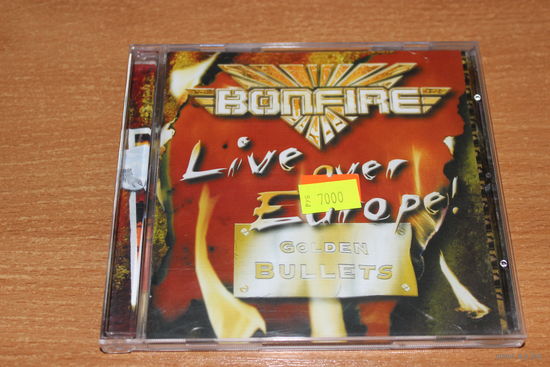 BONFIRE
Live over
Europe!
7000
GOLDEN
BULLETS